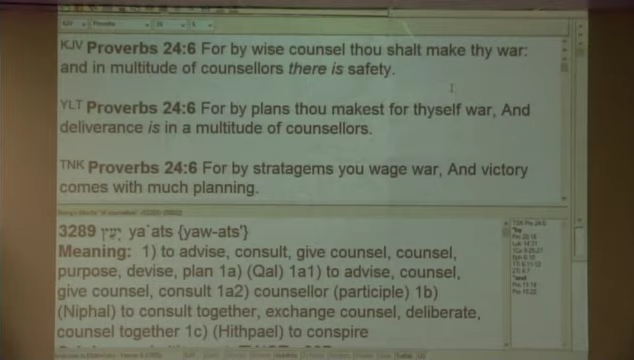 KJV Proverbs 24:6 For by wise counsel thou shalt make thy war:
and in multitude of counsellors there is safety.
YLT Proverbs 24:6 For by plans thou makest for thyself war, And
deliverance is in a multitude of counsellors.
TNK Proverbs 24:6 For by stratagems you wage war, And victory
comes with much planning.
3289 יָעַץ ya`ats {yaw-ats'}
Meaning: 1) to advise, consult, give counsel, counsel,
purpose, devise, plan 1a) (Qal) 1a1) to advise, counsel,
give counsel, consult 1a2) counsellor (participle) 1b)
(Niphal) to consult together, exchange counsel, deliberate,
counsel together 1c) (Hithpael) to conspire